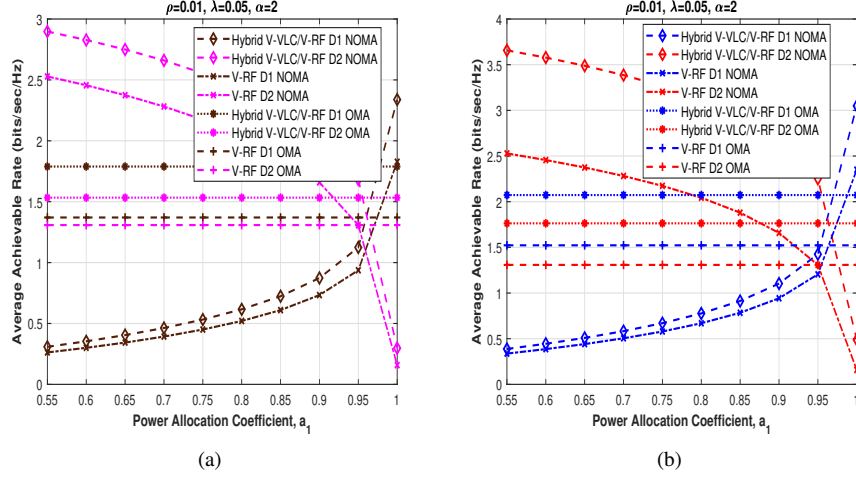 ρ=0.01, λ=0.05, α=2
Average Achievable Rate (bits/sec/Hz)
3
2.5
2
1.5
1
0.5
0
Hybrid V-VLC/V-RF D1 NOMA
Hybrid V-VLC/V-RF D2 NOMA
V-RF D1 NOMA
V-RF D2 NOMA
Hybrid V-VLC/V-RF D1 OMA
Hybrid V-VLC/V-RF D2 OMA
V-RF D1 OMA
V-RF D2 OMA
0.55 0.6 0.65 0.7 0.75 0.8 0.85 0.9 0.95 1
Power Allocation Coefficient, a1
(a)
ρ=0.01, λ=0.05, α=2
Average Achievable Rate (bits/sec/Hz)
4
3.5
3
2.5
2
1.5
1
0.5
0
Hybrid V-VLC/V-RF D1 NOMA
Hybrid V-VLC/V-RF D2 NOMA
V-RF D1 NOMA
V-RF D2 NOMA
Hybrid V-VLC/V-RF D1 OMA
Hybrid V-VLC/V-RF D2 OMA
V-RF D1 OMA
V-RF D2 OMA
0.55 0.6 0.65 0.7 0.75 0.8 0.85 0.9 0.95 1
Power Allocation Coefficient, a1
(b)